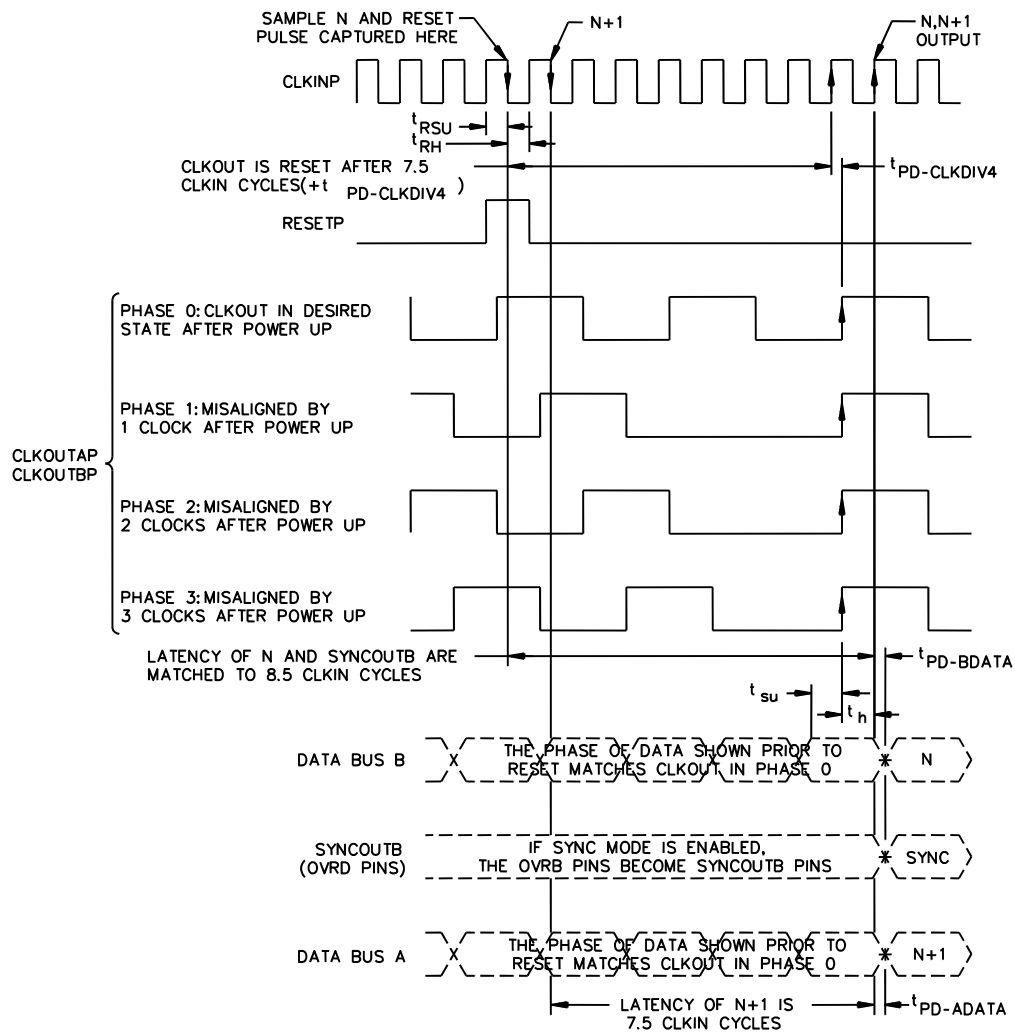 SAMPLE N AND RESET
PULSE CAPTURED HERE
N+1
N,N+1
OUTPUT
CLKINP
tRSU
tRH
CLKOUT IS RESET AFTER 7.5
CLKIN CYCLES(+t PD-CLKDIV4 )
tPD-CLKDIV4
RESETP
PHASE 0:CLKOUT IN DESIRED
STATE AFTER POWER UP
PHASE 1:MISALIGNED BY
1 CLOCK AFTER POWER UP
CLKOUTAP
CLKOUTBP
PHASE 2:MISALIGNED BY
2 CLOCKS AFTER POWER UP
PHASE 3:MISALIGNED BY
3 CLOCKS AFTER POWER UP
LATENCY OF N AND SYNCOUTB ARE
MATCHED TO 8.5 CLKIN CYCLES
tPD-BDATA
tsu
th
DATA BUS B
THE PHASE OF DATA SHOWN PRIOR TO
RESET MATCHES CLKOUT IN PHASE 0
* N
SYNCOUTB
(OVRD PINS)
IF SYNC MODE IS ENABLED,
THE OVRB PINS BECOME SYNCOUTB PINS
* SYNC
DATA BUS A
THE PHASE OF DATA SHOWN PRIOR TO
RESET MATCHES CLKOUT IN PHASE 0
* N+1
LATENCY OF N+1 IS
7.5 CLKIN CYCLES
tPD-ADATA